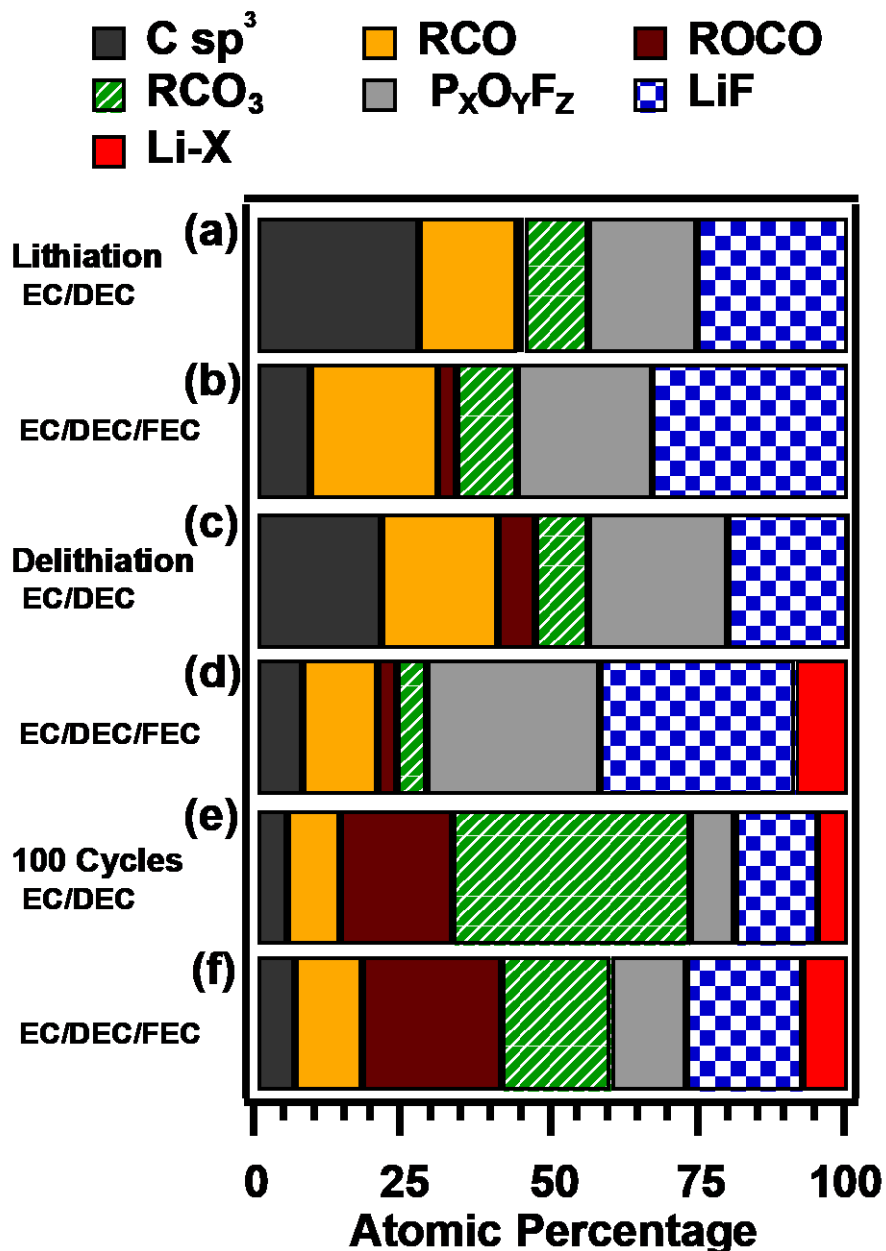 C sp³ RCO ROCO
RCO₃ PₓOᵧF_Z LiF
Li-X
(a)
Lithiation
EC/DEC
(b)
EC/DEC/FEC
(c)
Delithiation
EC/DEC
(d)
EC/DEC/FEC
(e)
100 Cycles
EC/DEC
(f)
EC/DEC/FEC
0 25 50 75 100
Atomic Percentage